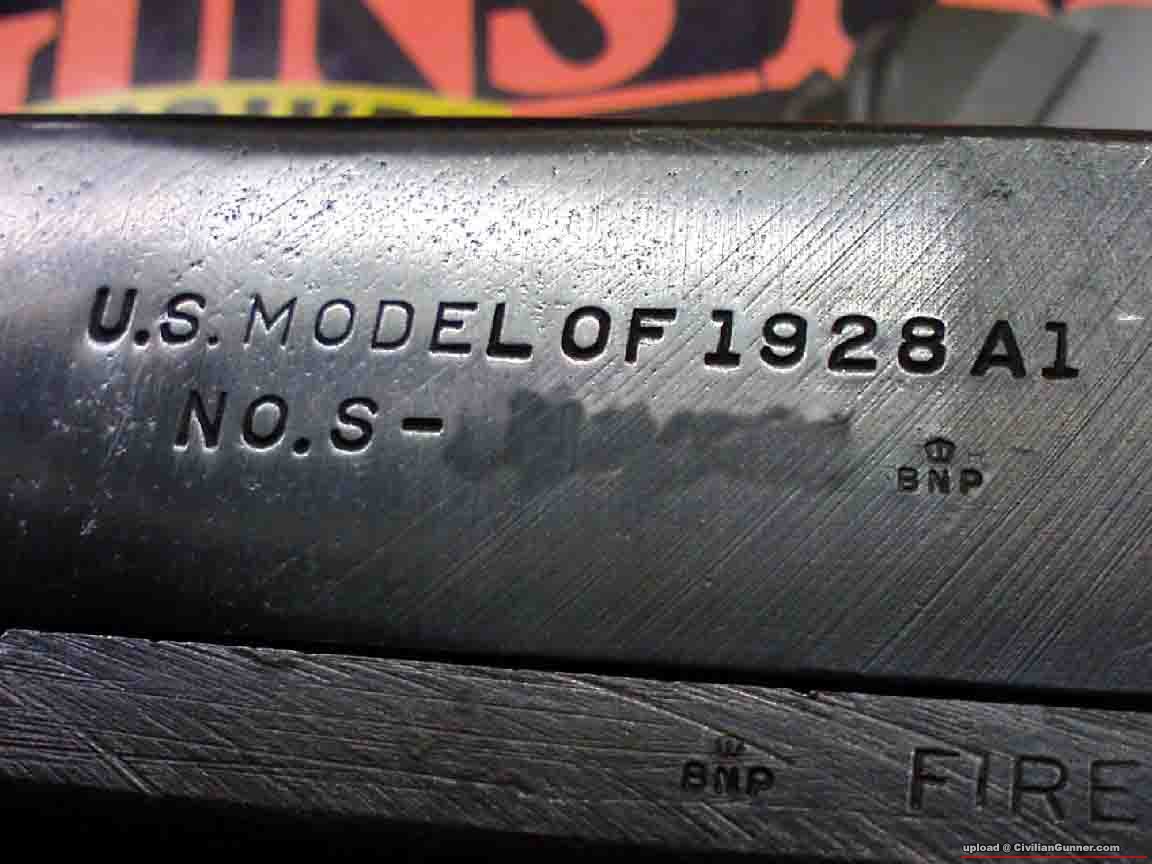 U.S. MODEL OF 1928 A1
NO. S-
BNP
BNP
FIRE
upload @ CivilianGunner.com